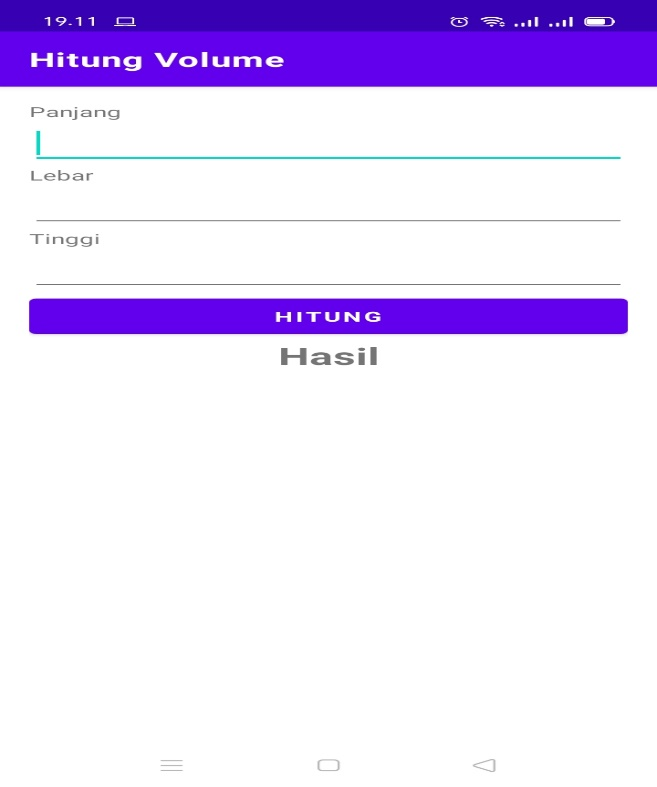 19.11
Hitung Volume
Panjang
Lebar
Tinggi
HITUNG
Hasil